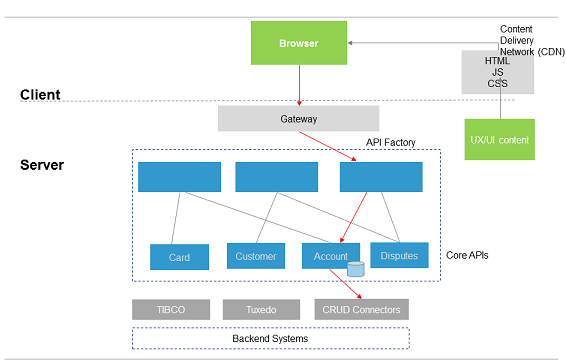 Content
Delivery
Network (CDN)
Browser
HTML
JS
CSS
Client
Gateway
UX/UI content
API Factory
Server
Card
Customer
Account
Disputes
Core APIs
TIBCO
Tuxedo
CRUD Connectors
Backend Systems